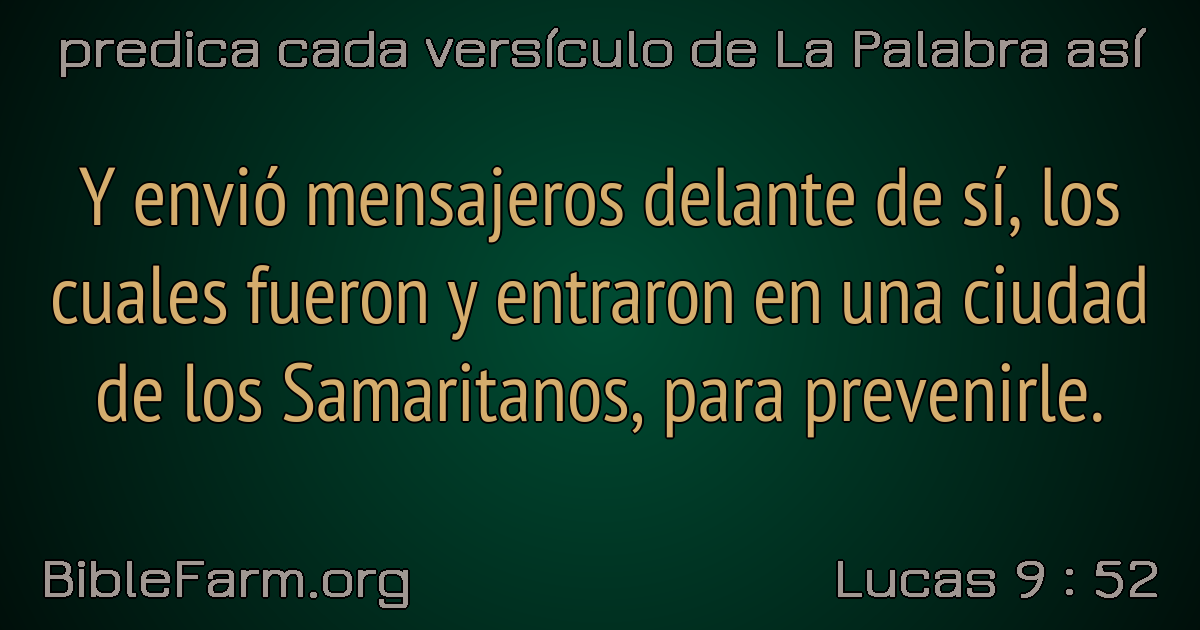 predica cada versículo de La Palabra así
Y envió mensajeros delante de sí, los
cuales fueron y entraron en una ciudad
de los Samaritanos, para prevenirle.
BibleFarm.org
Lucas 9 : 52